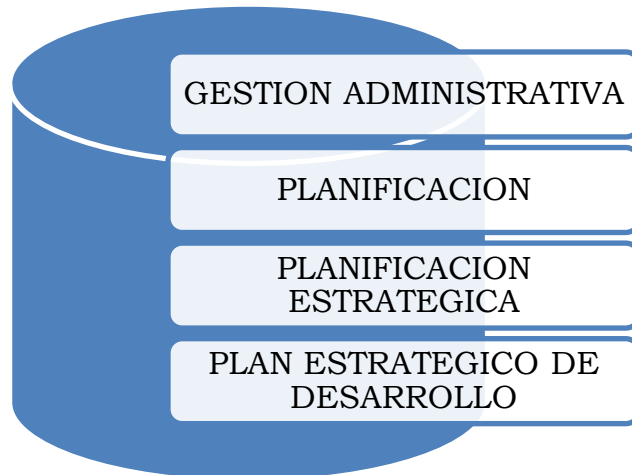 GESTION ADMINISTRATIVA
PLANIFICACION
PLANIFICACION
ESTRATEGICA
PLAN ESTRATEGICO DE
DESARROLLO